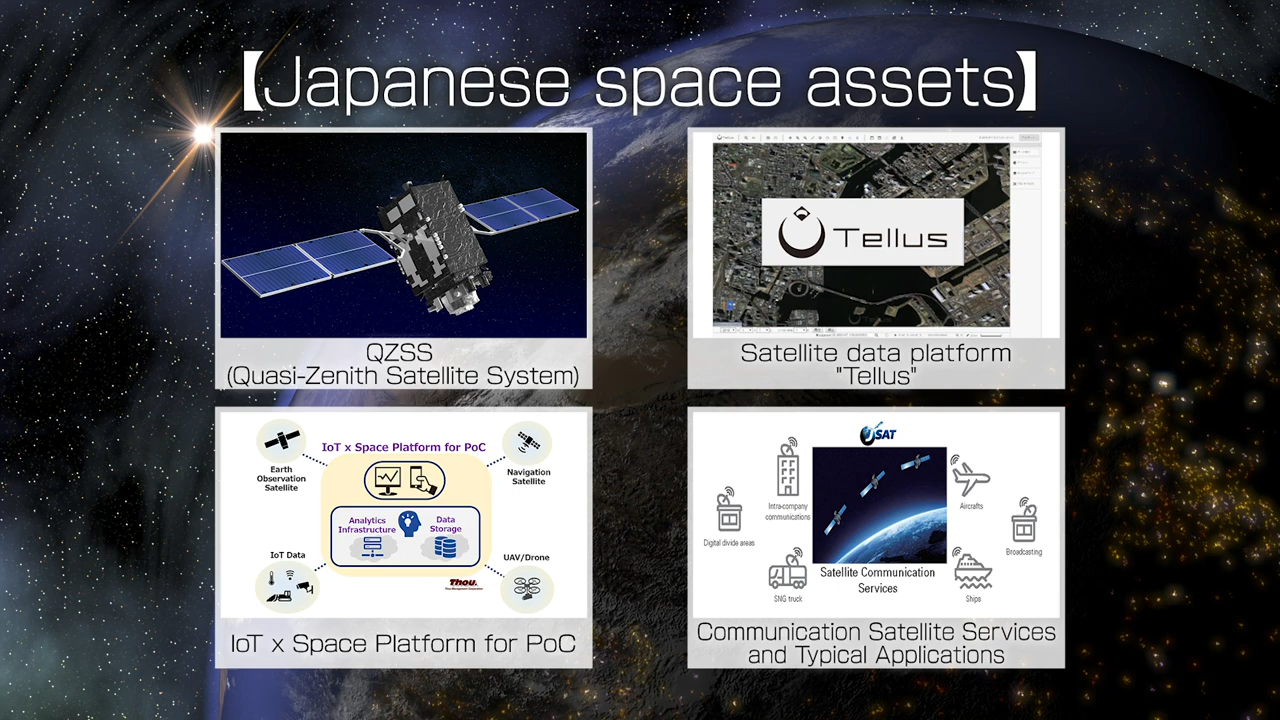 【Japanese space assets】
Tellus
QZSS
(Quasi-Zenith Satellite System)
Satellite data platform
"Tellus"
IoT x Space Platform for PoC
Earth
Observation
Satellite
Navigation
Satellite
Analytics
Infrastructure
Data
Storage
IoT Data
UAV/Drone
Thou.
IoT x Space Platform for PoC
JSAT
Intra-company
communications
Aircrafts
Digital divide areas
Broadcasting
SNG truck
Satellite Communication
Services
Ships
Communication Satellite Services
and Typical Applications